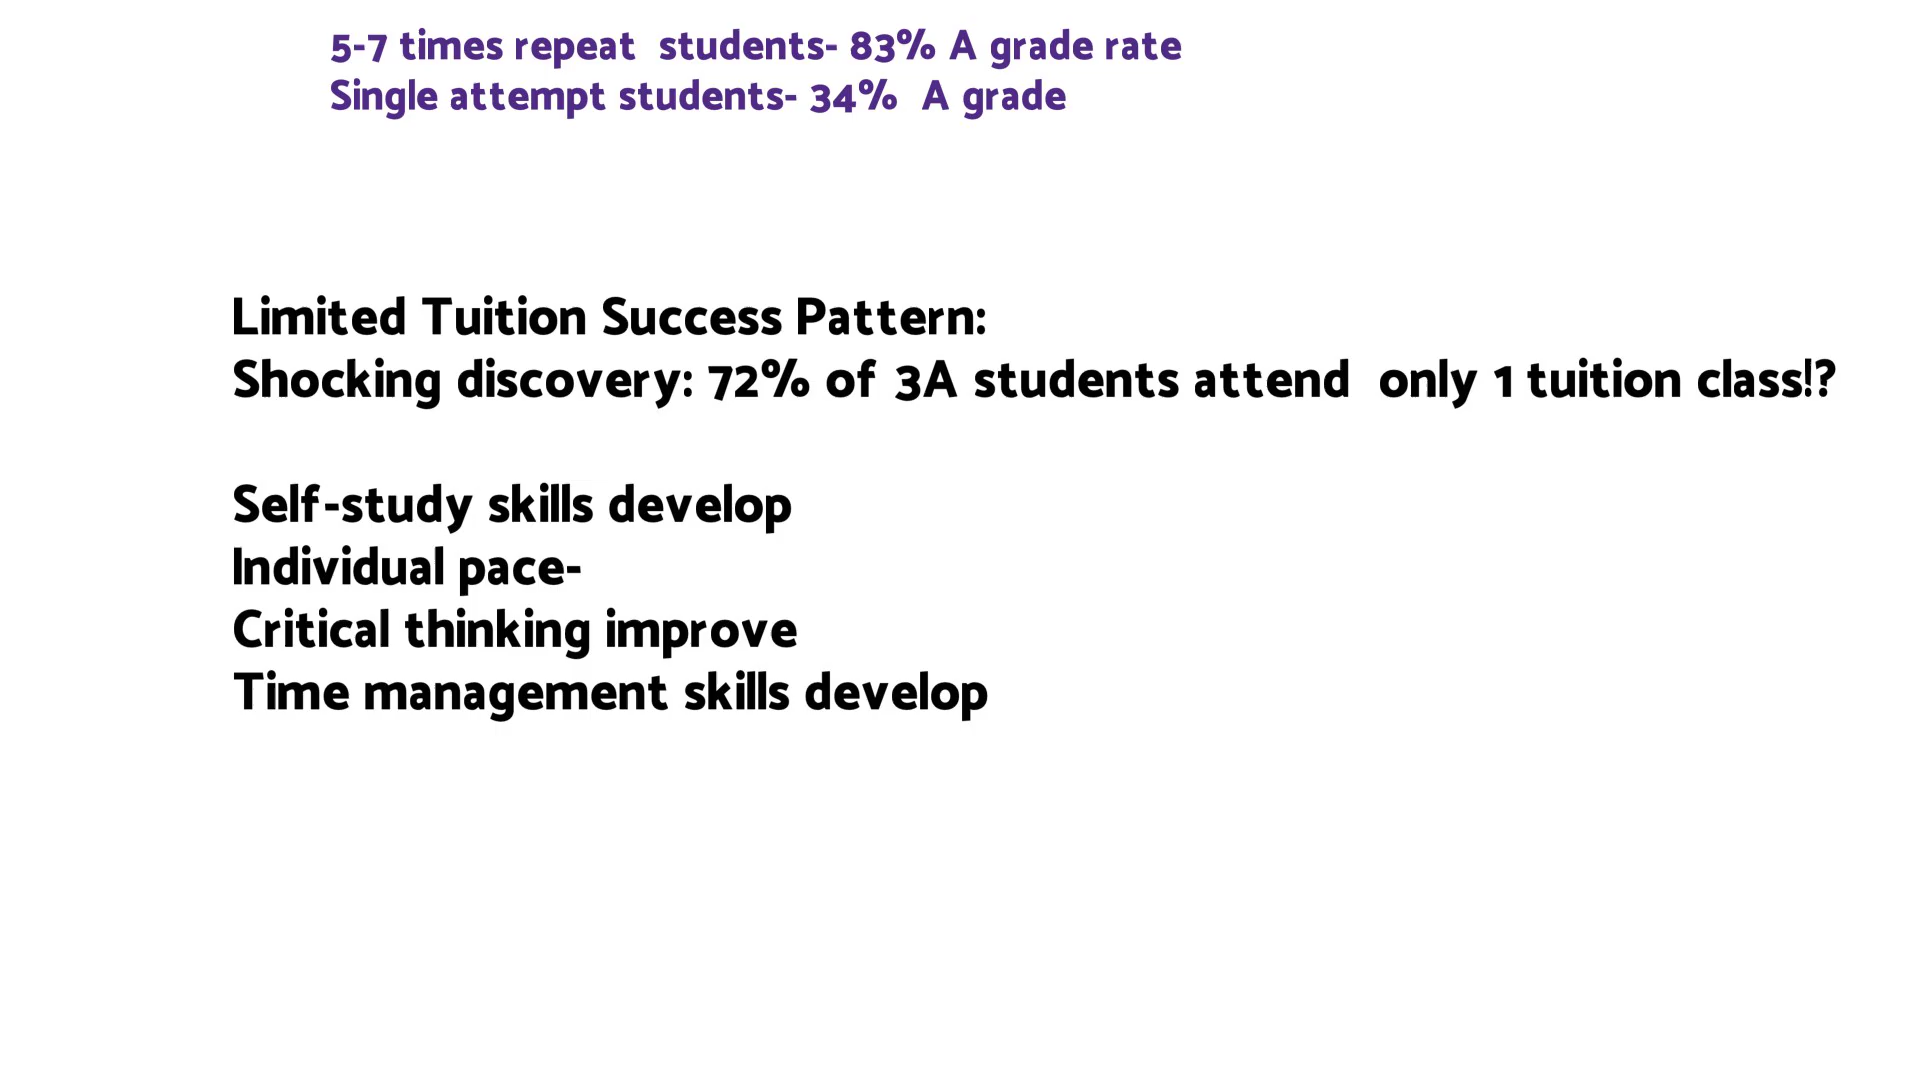 5-7 times repeat  students- 83% A grade rate
Single attempt students- 34%  A grade
Limited Tuition Success Pattern:
Shocking discovery: 72% of 3A students attend  only 1 tuition class!?
Self-study skills develop
Individual pace-
Critical thinking improve
Time management skills develop